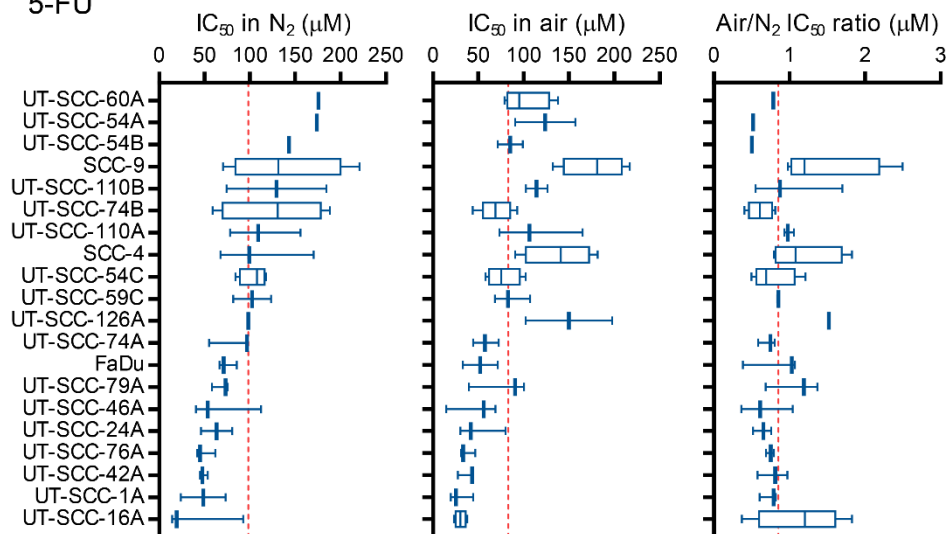 5-FU
IC50 in N2 (μM)
IC50 in air (μM)
Air/N2 IC50 ratio (μM)
0 50 100 150 200 250
0 50 100 150 200 250
0 1 2 3
UT-SCC-60A
UT-SCC-54A
UT-SCC-54B
SCC-9
UT-SCC-110B
UT-SCC-74B
UT-SCC-110A
SCC-4
UT-SCC-54C
UT-SCC-59C
UT-SCC-126A
UT-SCC-74A
FaDu
UT-SCC-79A
UT-SCC-46A
UT-SCC-24A
UT-SCC-76A
UT-SCC-42A
UT-SCC-1A
UT-SCC-16A